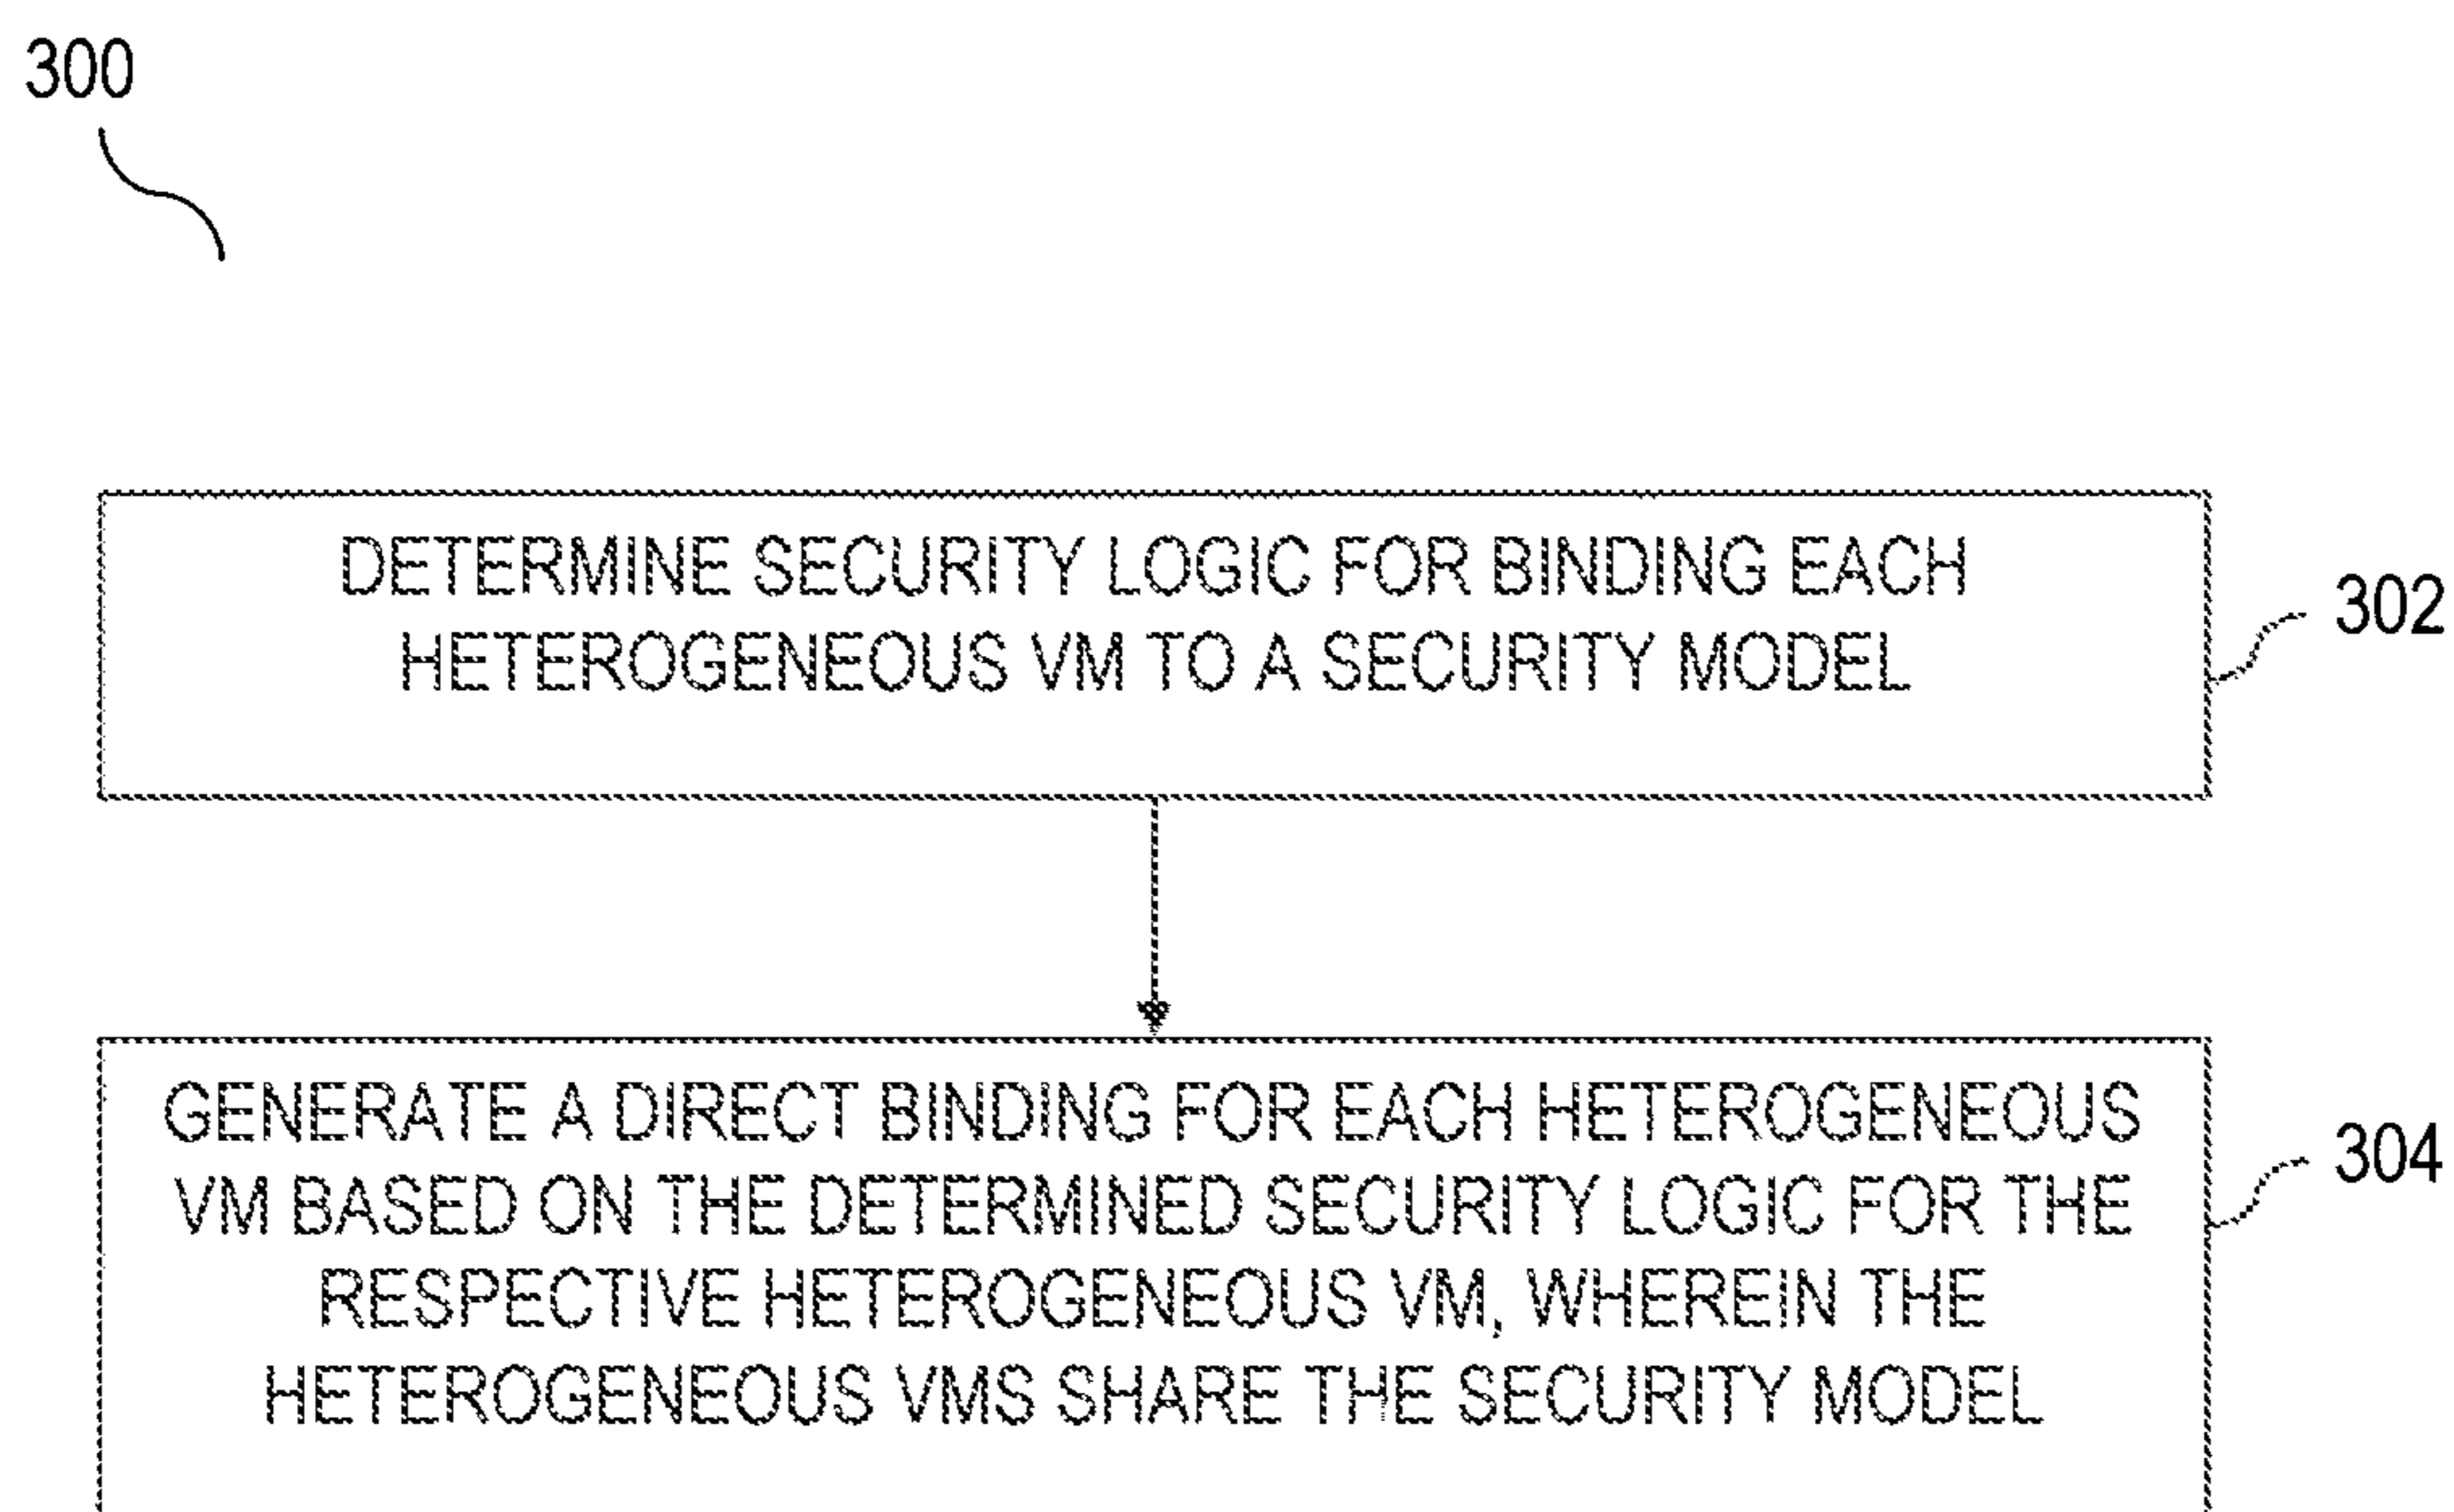 300
DETERMINE SECURITY LOGIC FOR BINDING EACH
HETEROGENEOUS VM TO A SECURITY MODEL
302
GENERATE A DIRECT BINDING FOR EACH HETEROGENEOUS
VM BASED ON THE DETERMINED SECURITY LOGIC FOR THE
RESPECTIVE HETEROGENEOUS VM, WHEREIN THE
HETEROGENEOUS VMS SHARE THE SECURITY MODEL
304